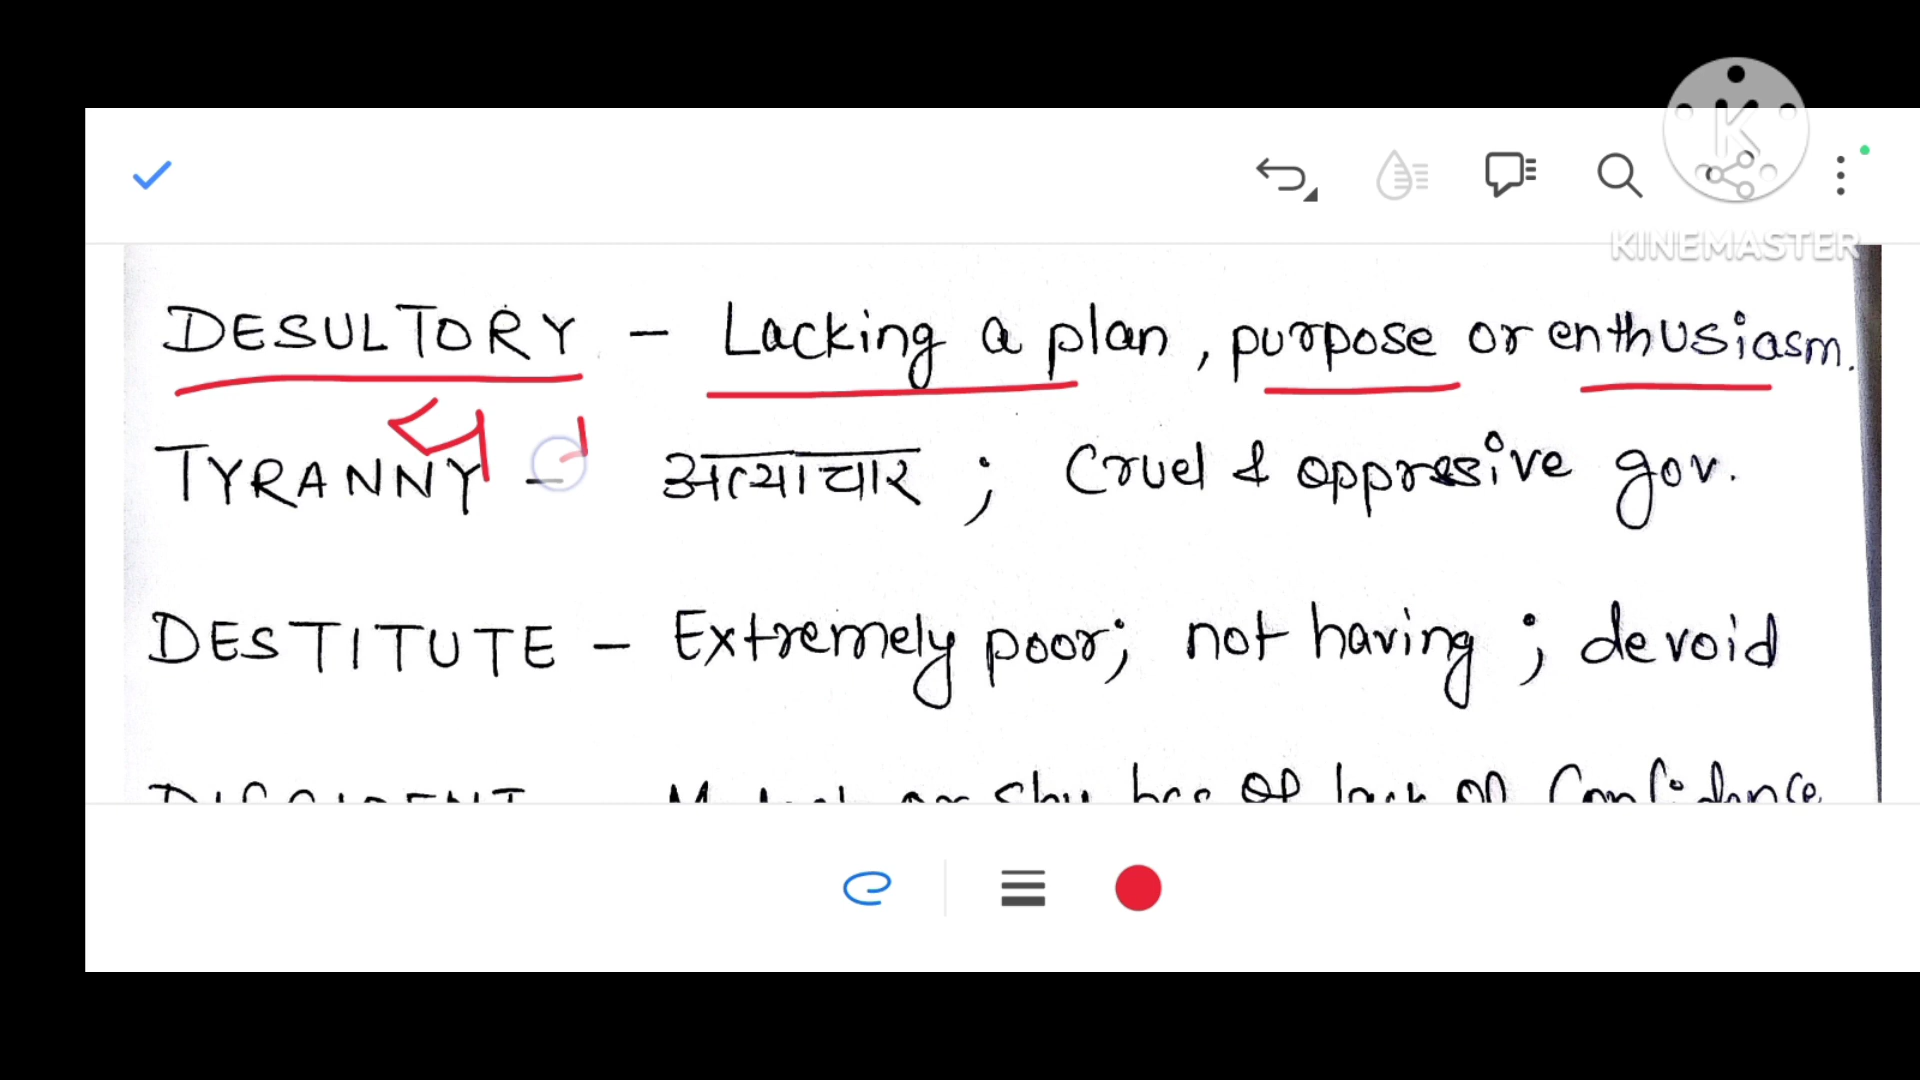 KINEMASTER
DESULTORY - Lacking a plan, purpose or enthusiasm.
TYRANNY - अत्याचार ; Cruel & oppressive gov.
DESTITUTE - Extremely poor; not having ; devoid